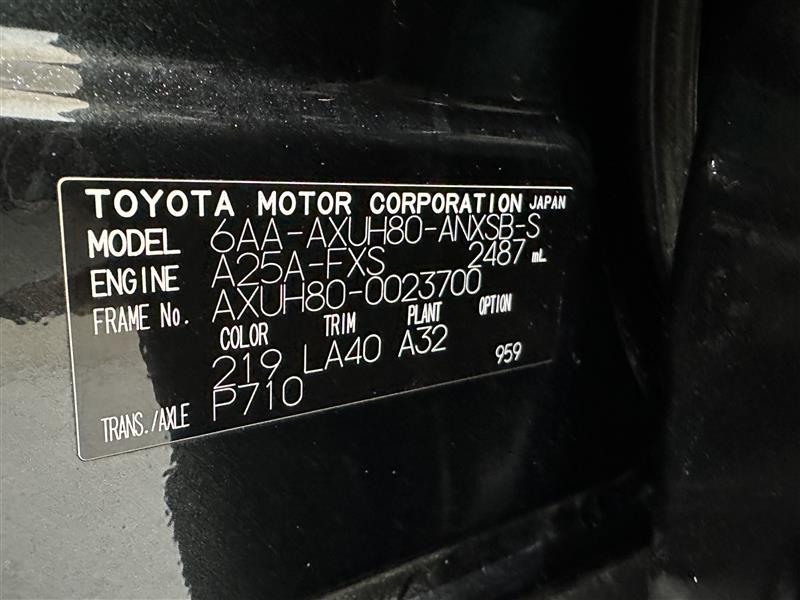 TOYOTA MOTOR CORPORATION JAPAN
MODEL 6AA-AXUH80-ANXSB-S
ENGINE A25A-FXS 2487 mL
FRAME No. AXUH80-0023700
COLOR TRIM PLANT OPTION
219 LA40 A32 959
TRANS./AXLE P710